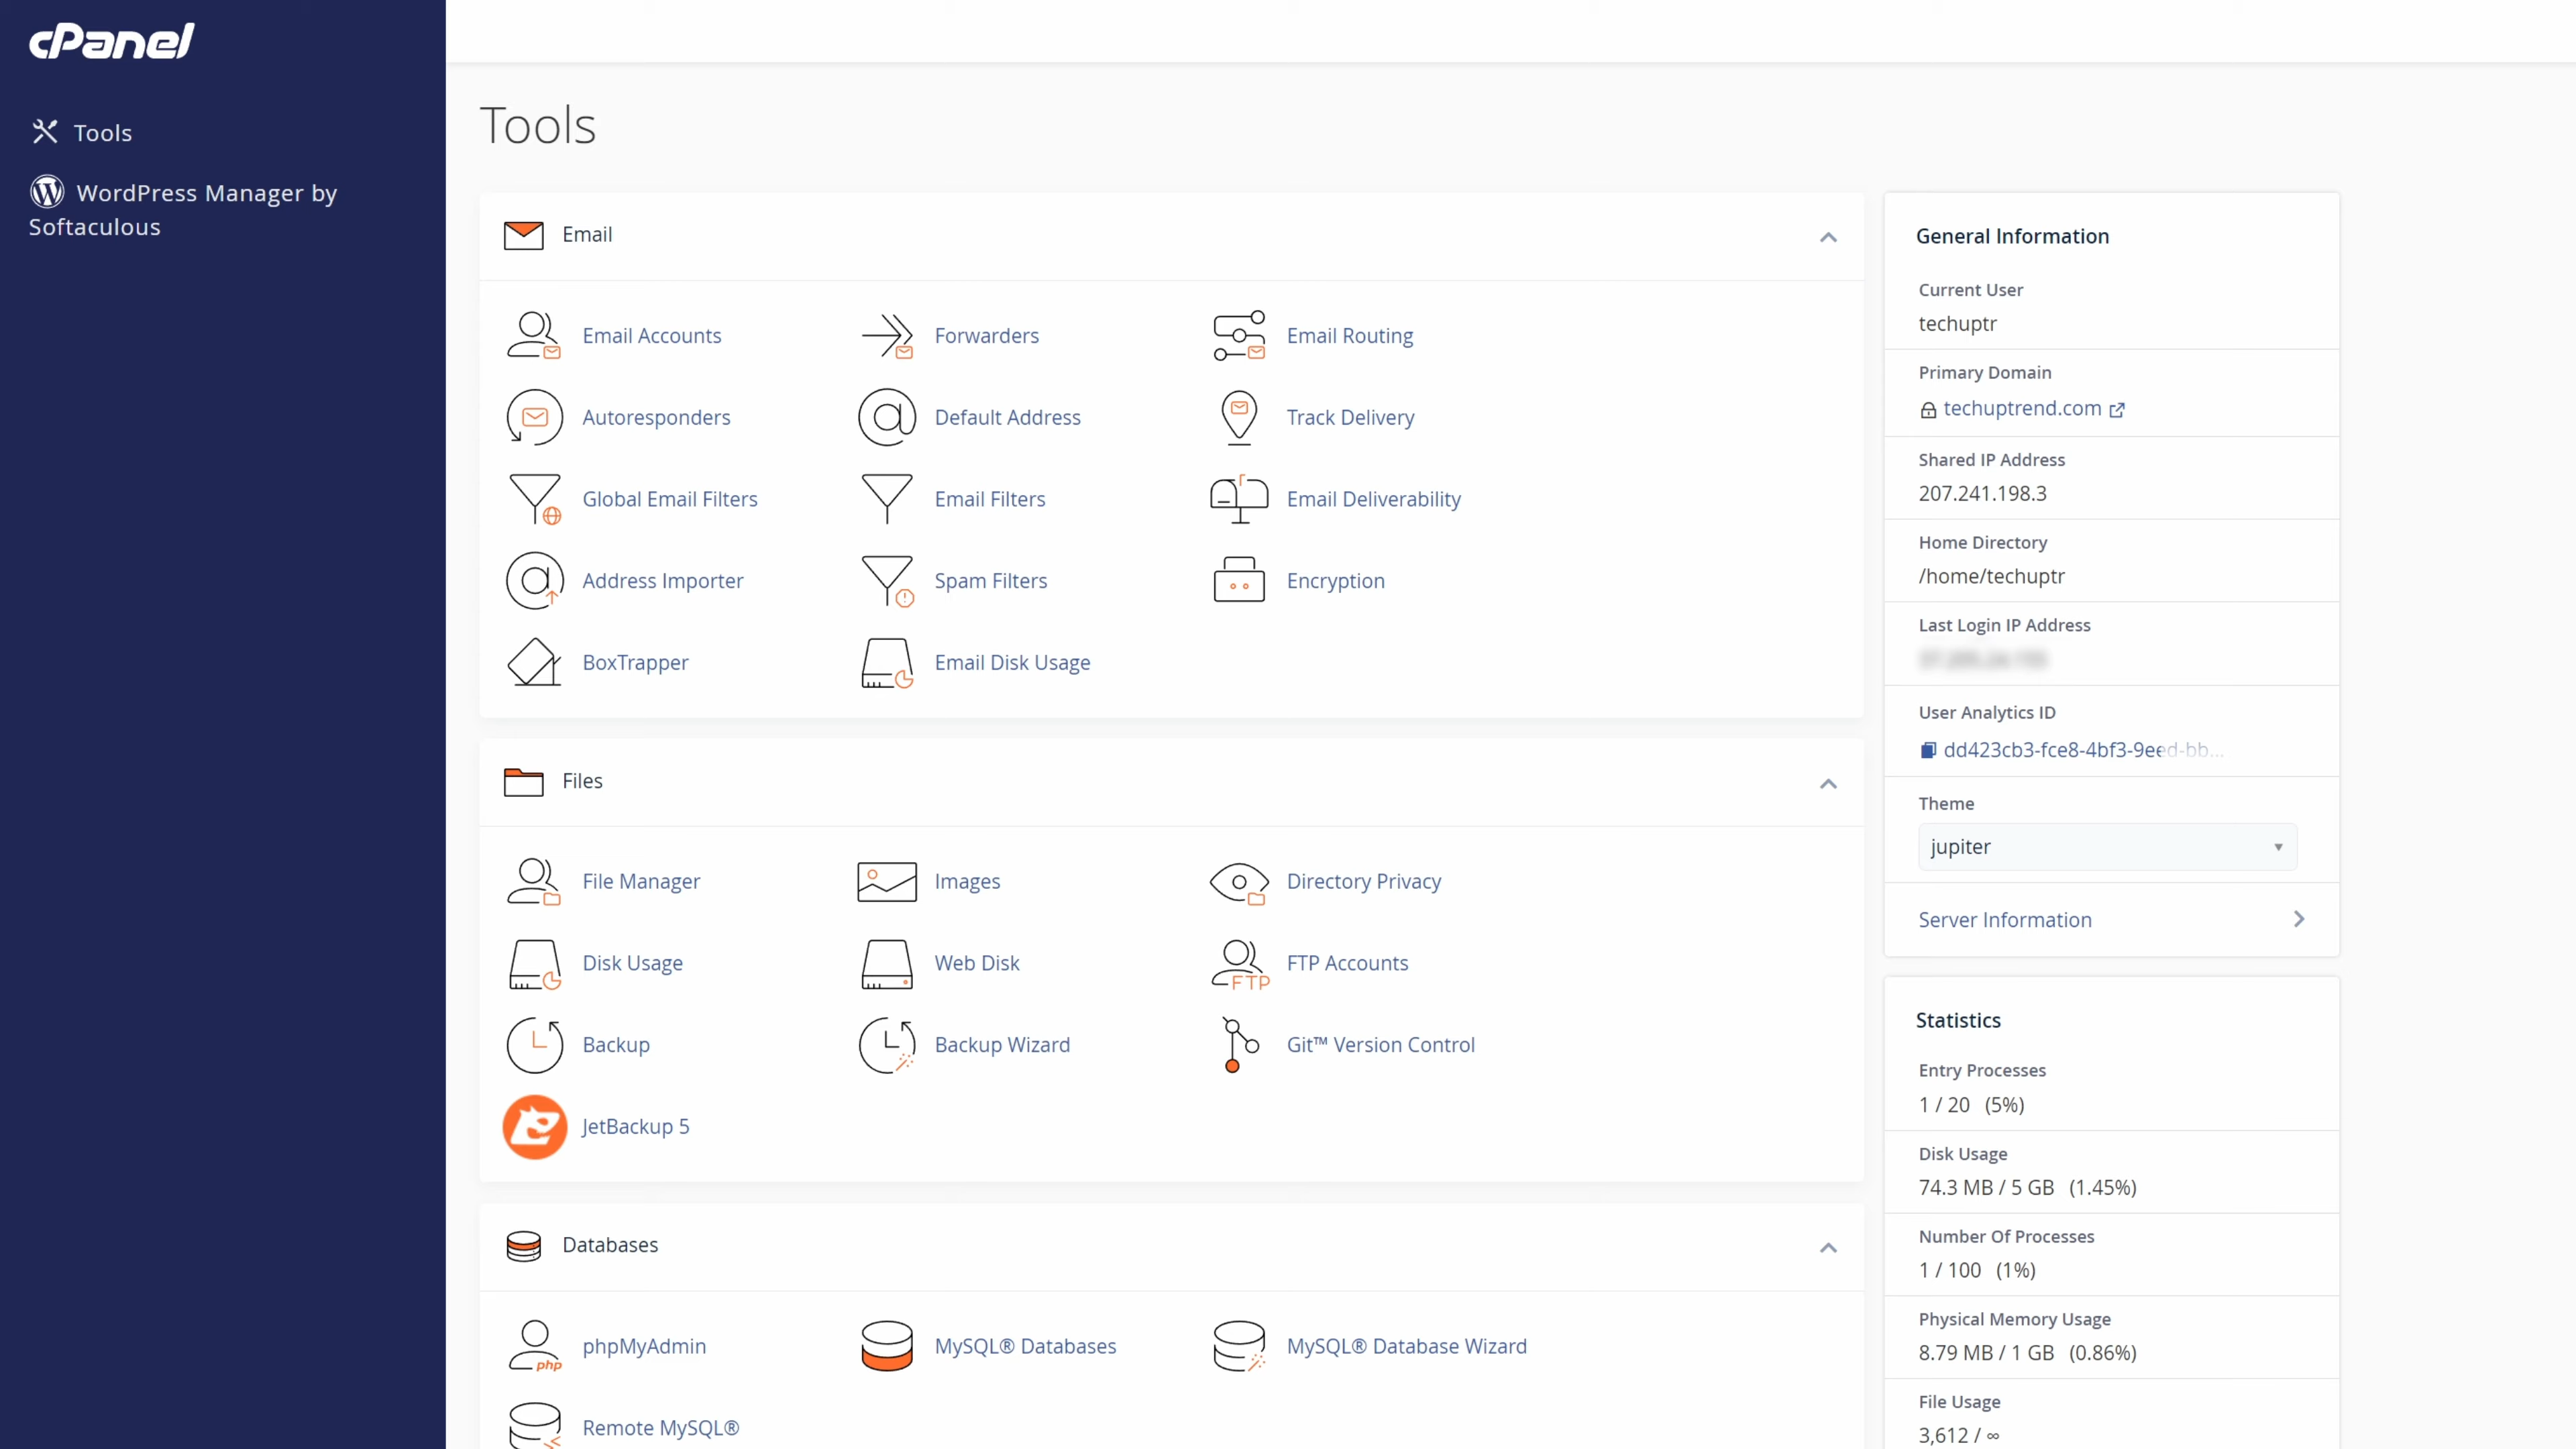 cPanel
Tools
WordPress Manager by
Softaculous
Tools
Email
Email Accounts
Forwarders
Email Routing
Autoresponders
Default Address
Track Delivery
Global Email Filters
Email Filters
Email Deliverability
Address Importer
Spam Filters
Encryption
BoxTrapper
Email Disk Usage
Files
File Manager
Images
Directory Privacy
Disk Usage
Web Disk
FTP
FTP Accounts
Backup
Backup Wizard
Git™ Version Control
JetBackup 5
Databases
php
phpMyAdmin
MySQL® Databases
MySQL® Database Wizard
Remote MySQL®
General Information
Current User
techuptr
Primary Domain
techuptrend.com
Shared IP Address
207.241.198.3
Home Directory
/home/techuptr
Last Login IP Address
User Analytics ID
dd423cb3-fce8-4bf3-9eed-bb...
Theme
jupiter
Server Information
Statistics
Entry Processes
1 / 20 (5%)
Disk Usage
74.3 MB / 5 GB (1.45%)
Number Of Processes
1 / 100 (1%)
Physical Memory Usage
8.79 MB / 1 GB (0.86%)
File Usage
3,612 / ∞